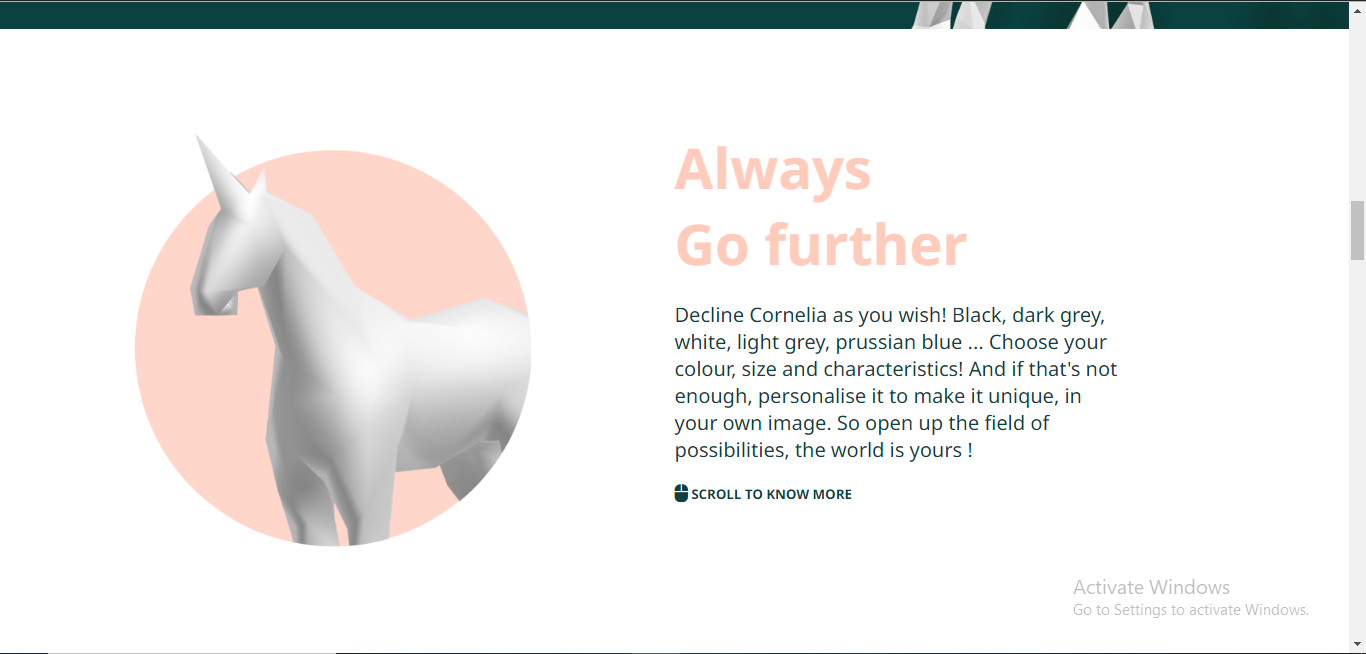 Always
Go further
Decline Cornelia as you wish! Black, dark grey,
white, light grey, prussian blue ... Choose your
colour, size and characteristics! And if that's not
enough, personalise it to make it unique, in
your own image. So open up the field of
possibilities, the world is yours !
SCROLL TO KNOW MORE
Activate Windows
Go to Settings to activate Windows.